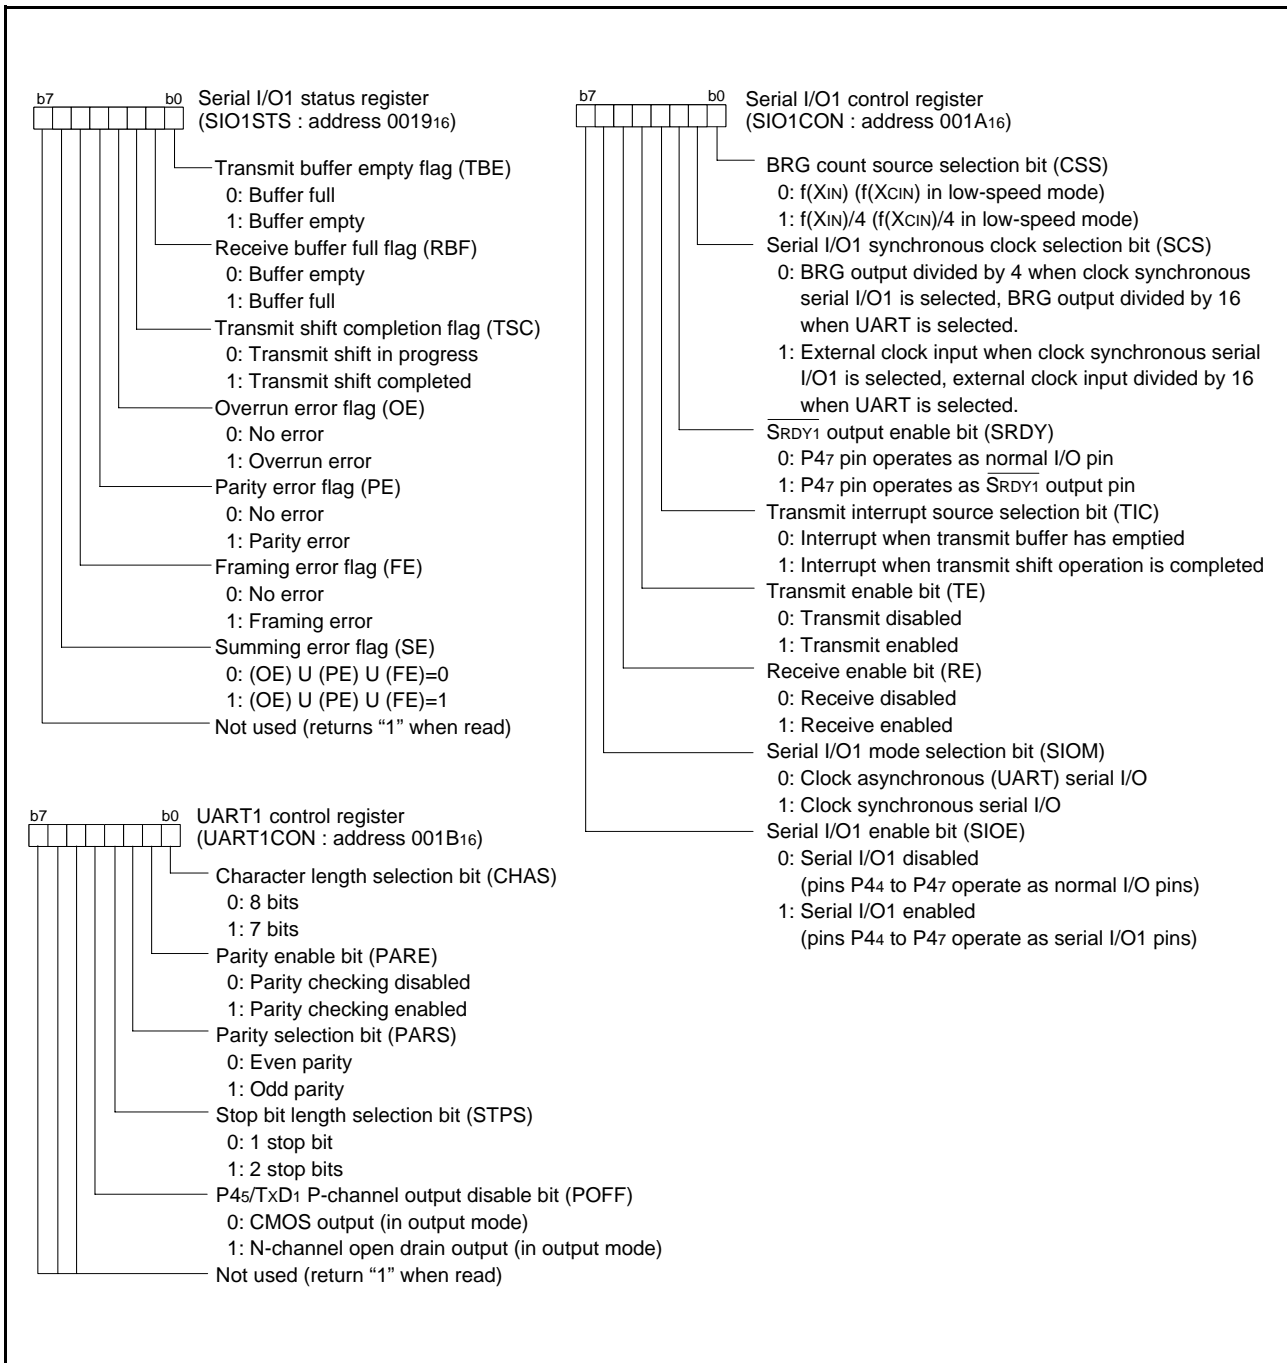 b7 b0 Serial I/O1 status register
(SIO1STS : address 001916)
Transmit buffer empty flag (TBE)
0: Buffer full
1: Buffer empty
Receive buffer full flag (RBF)
0: Buffer empty
1: Buffer full
Transmit shift completion flag (TSC)
0: Transmit shift in progress
1: Transmit shift completed
Overrun error flag (OE)
0: No error
1: Overrun error
Parity error flag (PE)
0: No error
1: Parity error
Framing error flag (FE)
0: No error
1: Framing error
Summing error flag (SE)
0: (OE) U (PE) U (FE)=0
1: (OE) U (PE) U (FE)=1
Not used (returns “1” when read)
b7 b0 UART1 control register
(UART1CON : address 001B16)
Character length selection bit (CHAS)
0: 8 bits
1: 7 bits
Parity enable bit (PARE)
0: Parity checking disabled
1: Parity checking enabled
Parity selection bit (PARS)
0: Even parity
1: Odd parity
Stop bit length selection bit (STPS)
0: 1 stop bit
1: 2 stop bits
P45/TxD1 P-channel output disable bit (POFF)
0: CMOS output (in output mode)
1: N-channel open drain output (in output mode)
Not used (return “1” when read)
b7 b0 Serial I/O1 control register
(SIO1CON : address 001A16)
BRG count source selection bit (CSS)
0: f(XIN) (f(XCIN) in low-speed mode)
1: f(XIN)/4 (f(XCIN)/4 in low-speed mode)
Serial I/O1 synchronous clock selection bit (SCS)
0: BRG output divided by 4 when clock synchronous
serial I/O1 is selected, BRG output divided by 16
when UART is selected.
1: External clock input when clock synchronous serial
I/O1 is selected, external clock input divided by 16
when UART is selected.
SRDY1 output enable bit (SRDY)
0: P47 pin operates as normal I/O pin
1: P47 pin operates as SRDY1 output pin
Transmit interrupt source selection bit (TIC)
0: Interrupt when transmit buffer has emptied
1: Interrupt when transmit shift operation is completed
Transmit enable bit (TE)
0: Transmit disabled
1: Transmit enabled
Receive enable bit (RE)
0: Receive disabled
1: Receive enabled
Serial I/O1 mode selection bit (SIOM)
0: Clock asynchronous (UART) serial I/O
1: Clock synchronous serial I/O
Serial I/O1 enable bit (SIOE)
0: Serial I/O1 disabled
(pins P44 to P47 operate as normal I/O pins)
1: Serial I/O1 enabled
(pins P44 to P47 operate as serial I/O1 pins)